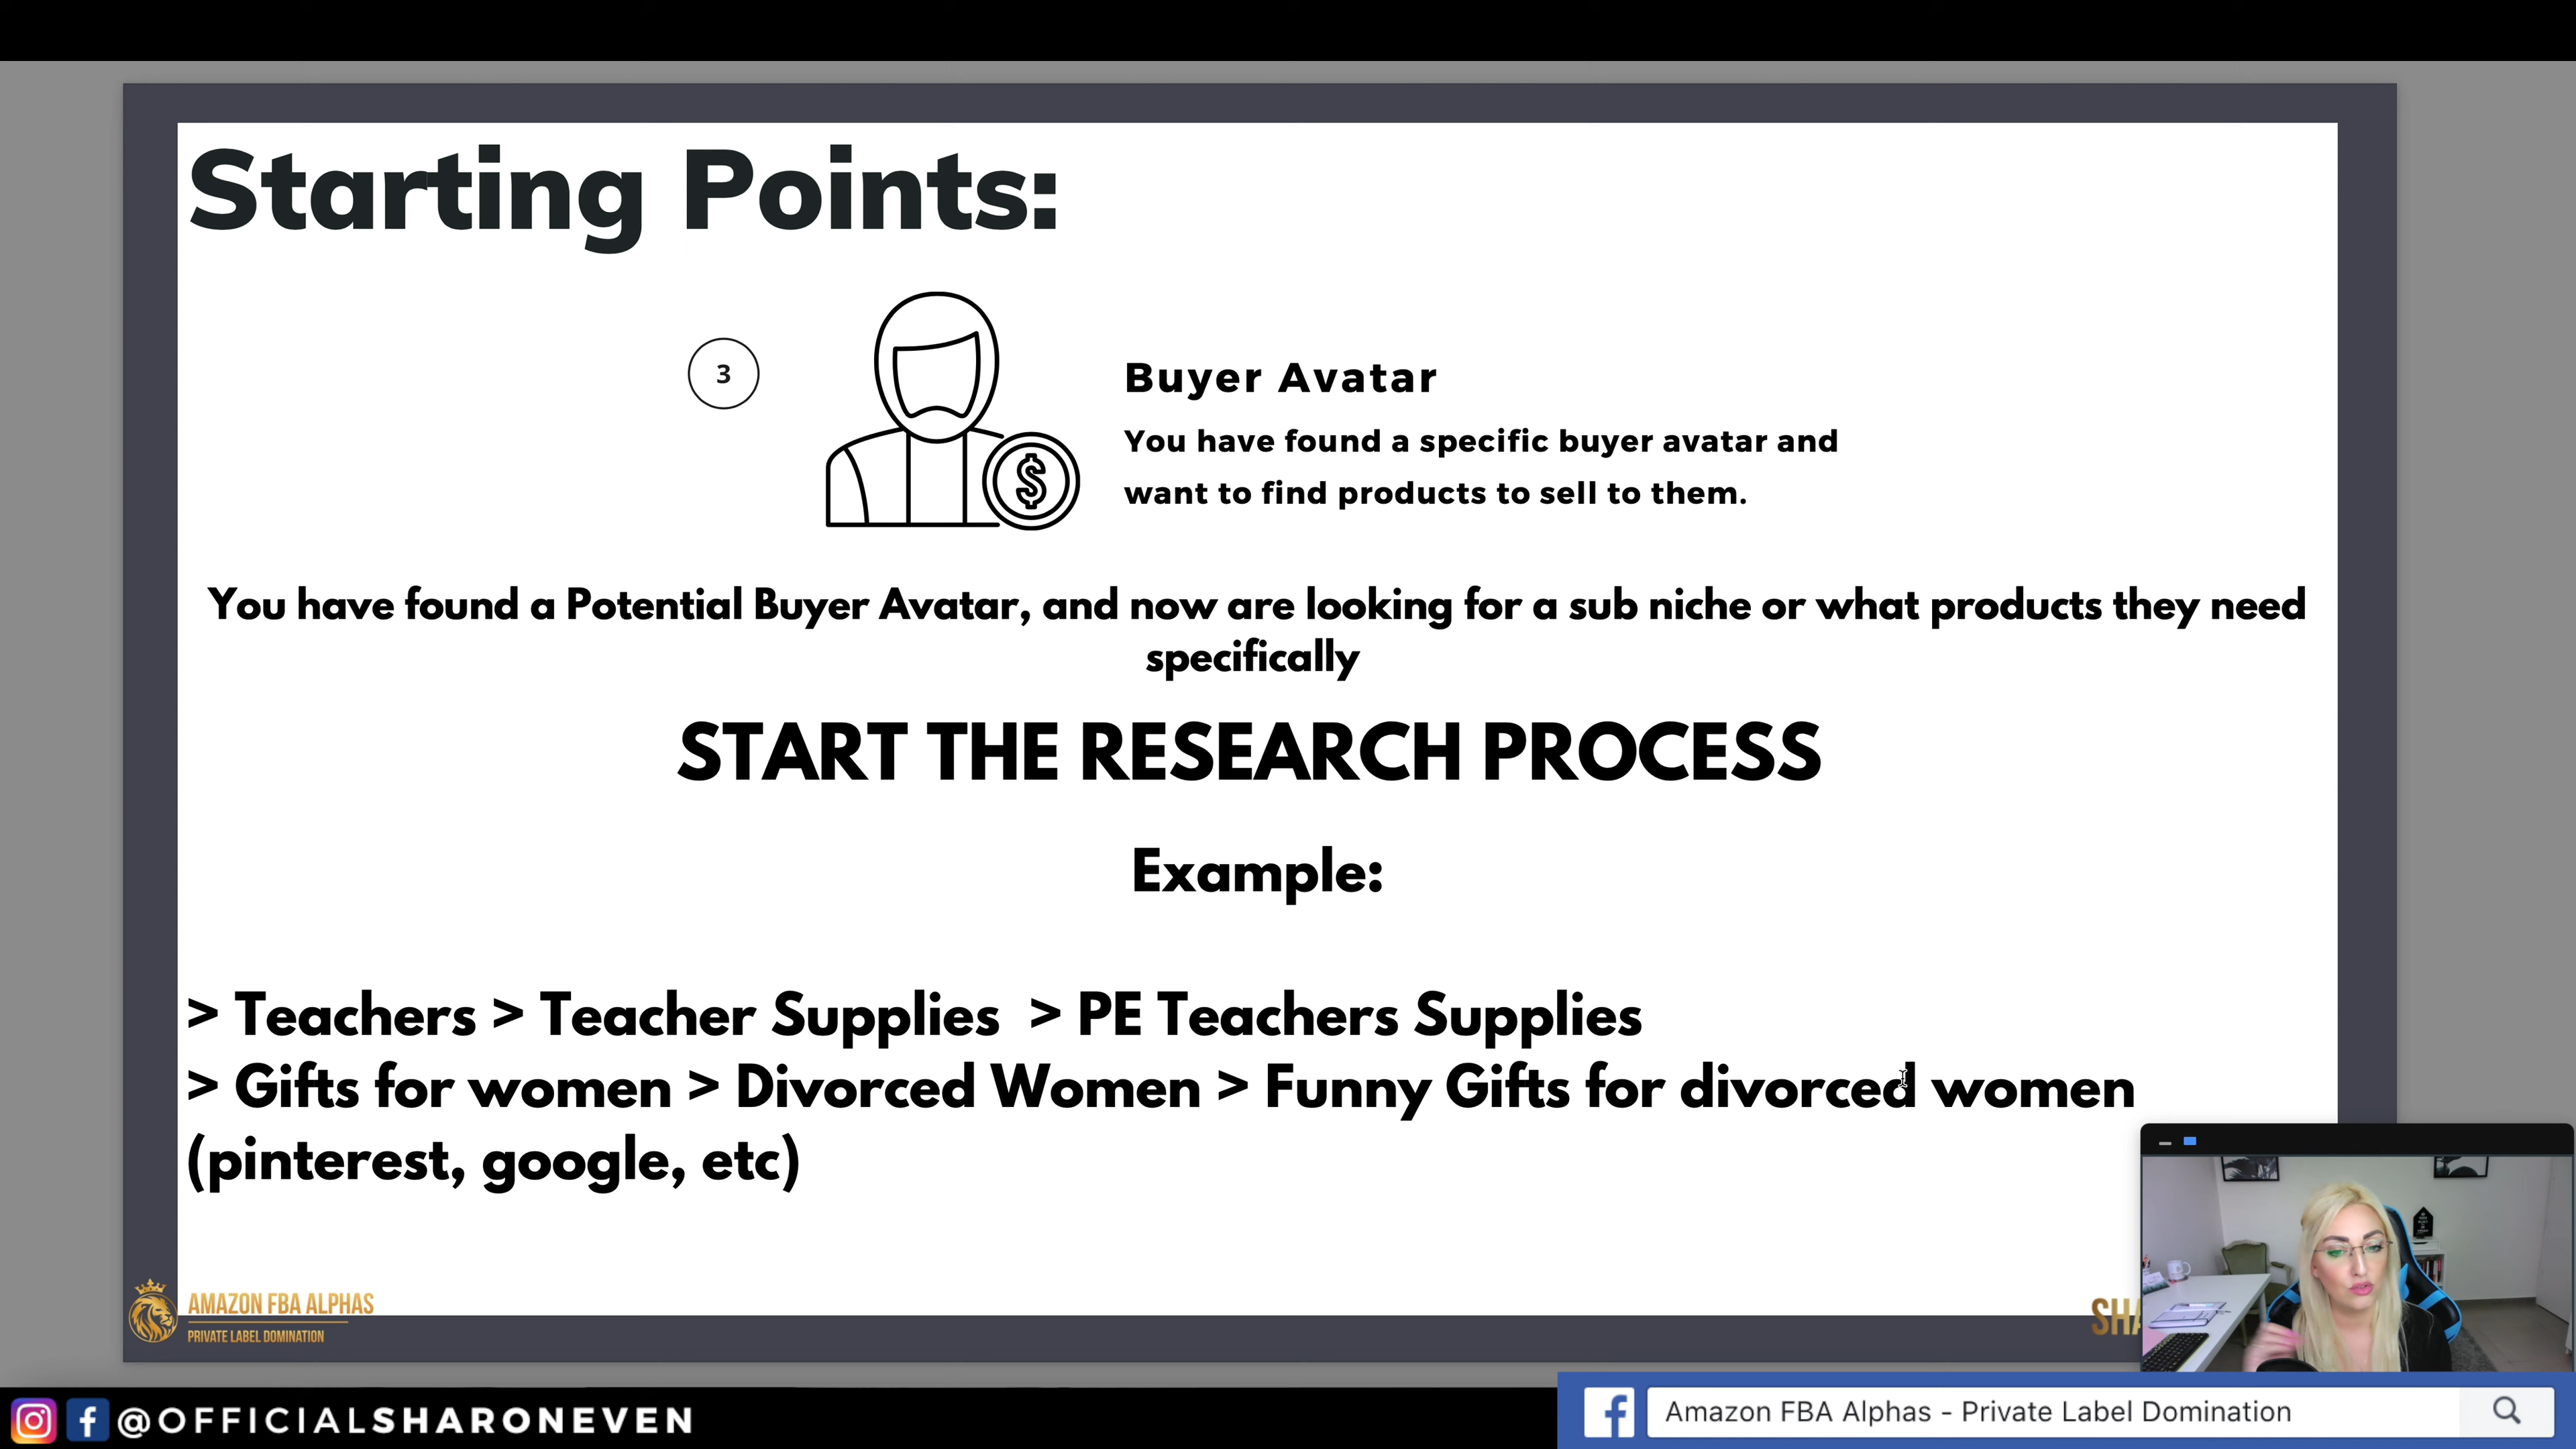 Starting Points:
3
Buyer Avatar
You have found a specific buyer avatar and
want to find products to sell to them.
You have found a Potential Buyer Avatar, and now are looking for a sub niche or what products they need
specifically
START THE RESEARCH PROCESS
Example:
> Teachers > Teacher Supplies > PE Teachers Supplies
> Gifts for women > Divorced Women > Funny Gifts for divorced women
(pinterest, google, etc)
AMAZON FBA ALPHAS
PRIVATE LABEL DOMINATION
@OFFICIALSHARONEVEN
Amazon FBA Alphas - Private Label Domination